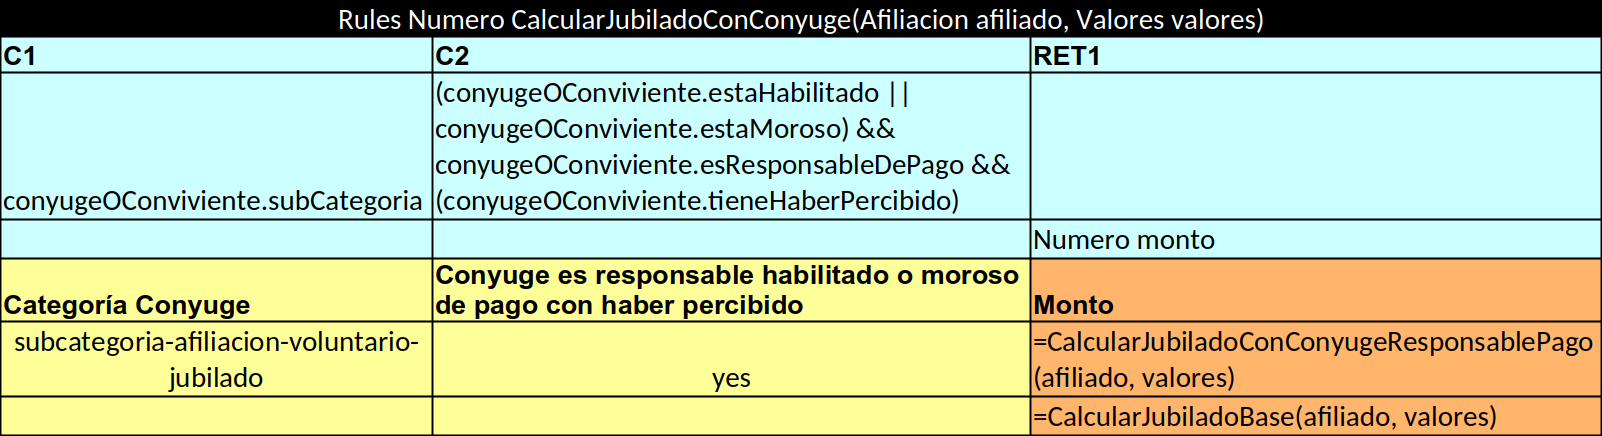 Rules Numero CalcularJubiladoConConyuge(Afiliacion afiliado, Valores valores)
C1
C2
RET1
conyugeOConviviente.subCategoria
(conyugeOConviviente.estaHabilitado ||
conyugeOConviviente.estaMoroso) &&
conyugeOConviviente.esResponsableDePago &&
(conyugeOConviviente.tieneHaberPercibido)
Numero monto
Categoría Conyuge
Conyuge es responsable habilitado o moroso
de pago con haber percibido
Monto
subcategoria-afiliacion-voluntario-
jubilado
yes
=CalcularJubiladoConConyugeResponsablePago
(afiliado, valores)
=CalcularJubiladoBase(afiliado, valores)